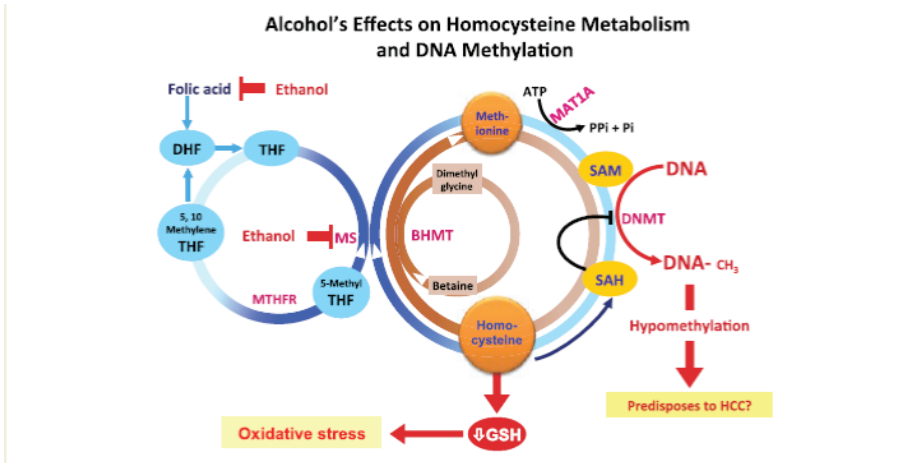 Alcohol's Effects on Homocysteine Metabolism
and DNA Methylation
Folic acid
Ethanol
DHF
THF
5, 10
Methylene
THF
Ethanol
MS
MTHFR
5-Methyl
THF
Meth-
ionine
ATP
MAT1A
PPi + Pi
Dimethyl
glycine
BHMT
Betaine
Homo-
cysteine
SAM
DNA
DNMT
SAH
DNA- CH₃
Hypomethylation
Predisposes to HCC?
⇩GSH
Oxidative stress